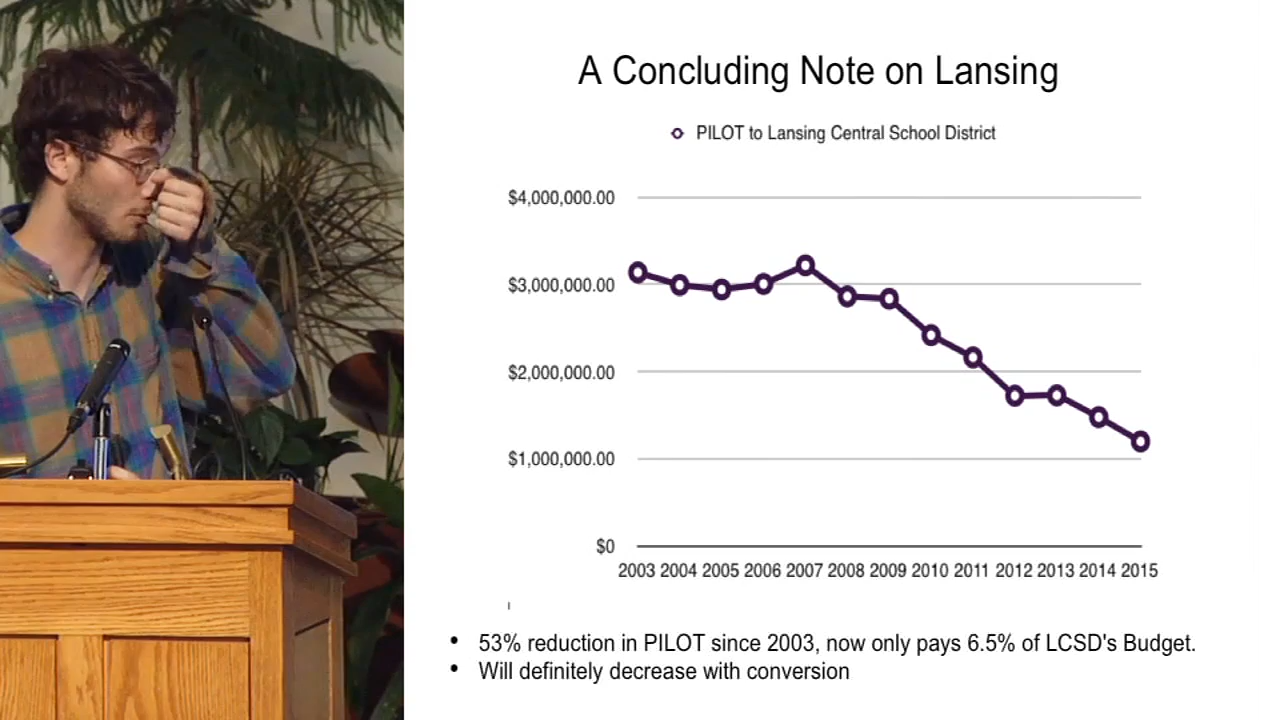 A Concluding Note on Lansing
PILOT to Lansing Central School District
$4,000,000.00
$3,000,000.00
$2,000,000.00
$1,000,000.00
$0
2003 2004 2005 2006 2007 2008 2009 2010 2011 2012 2013 2014 2015
• 53% reduction in PILOT since 2003, now only pays 6.5% of LCSD's Budget.
• Will definitely decrease with conversion